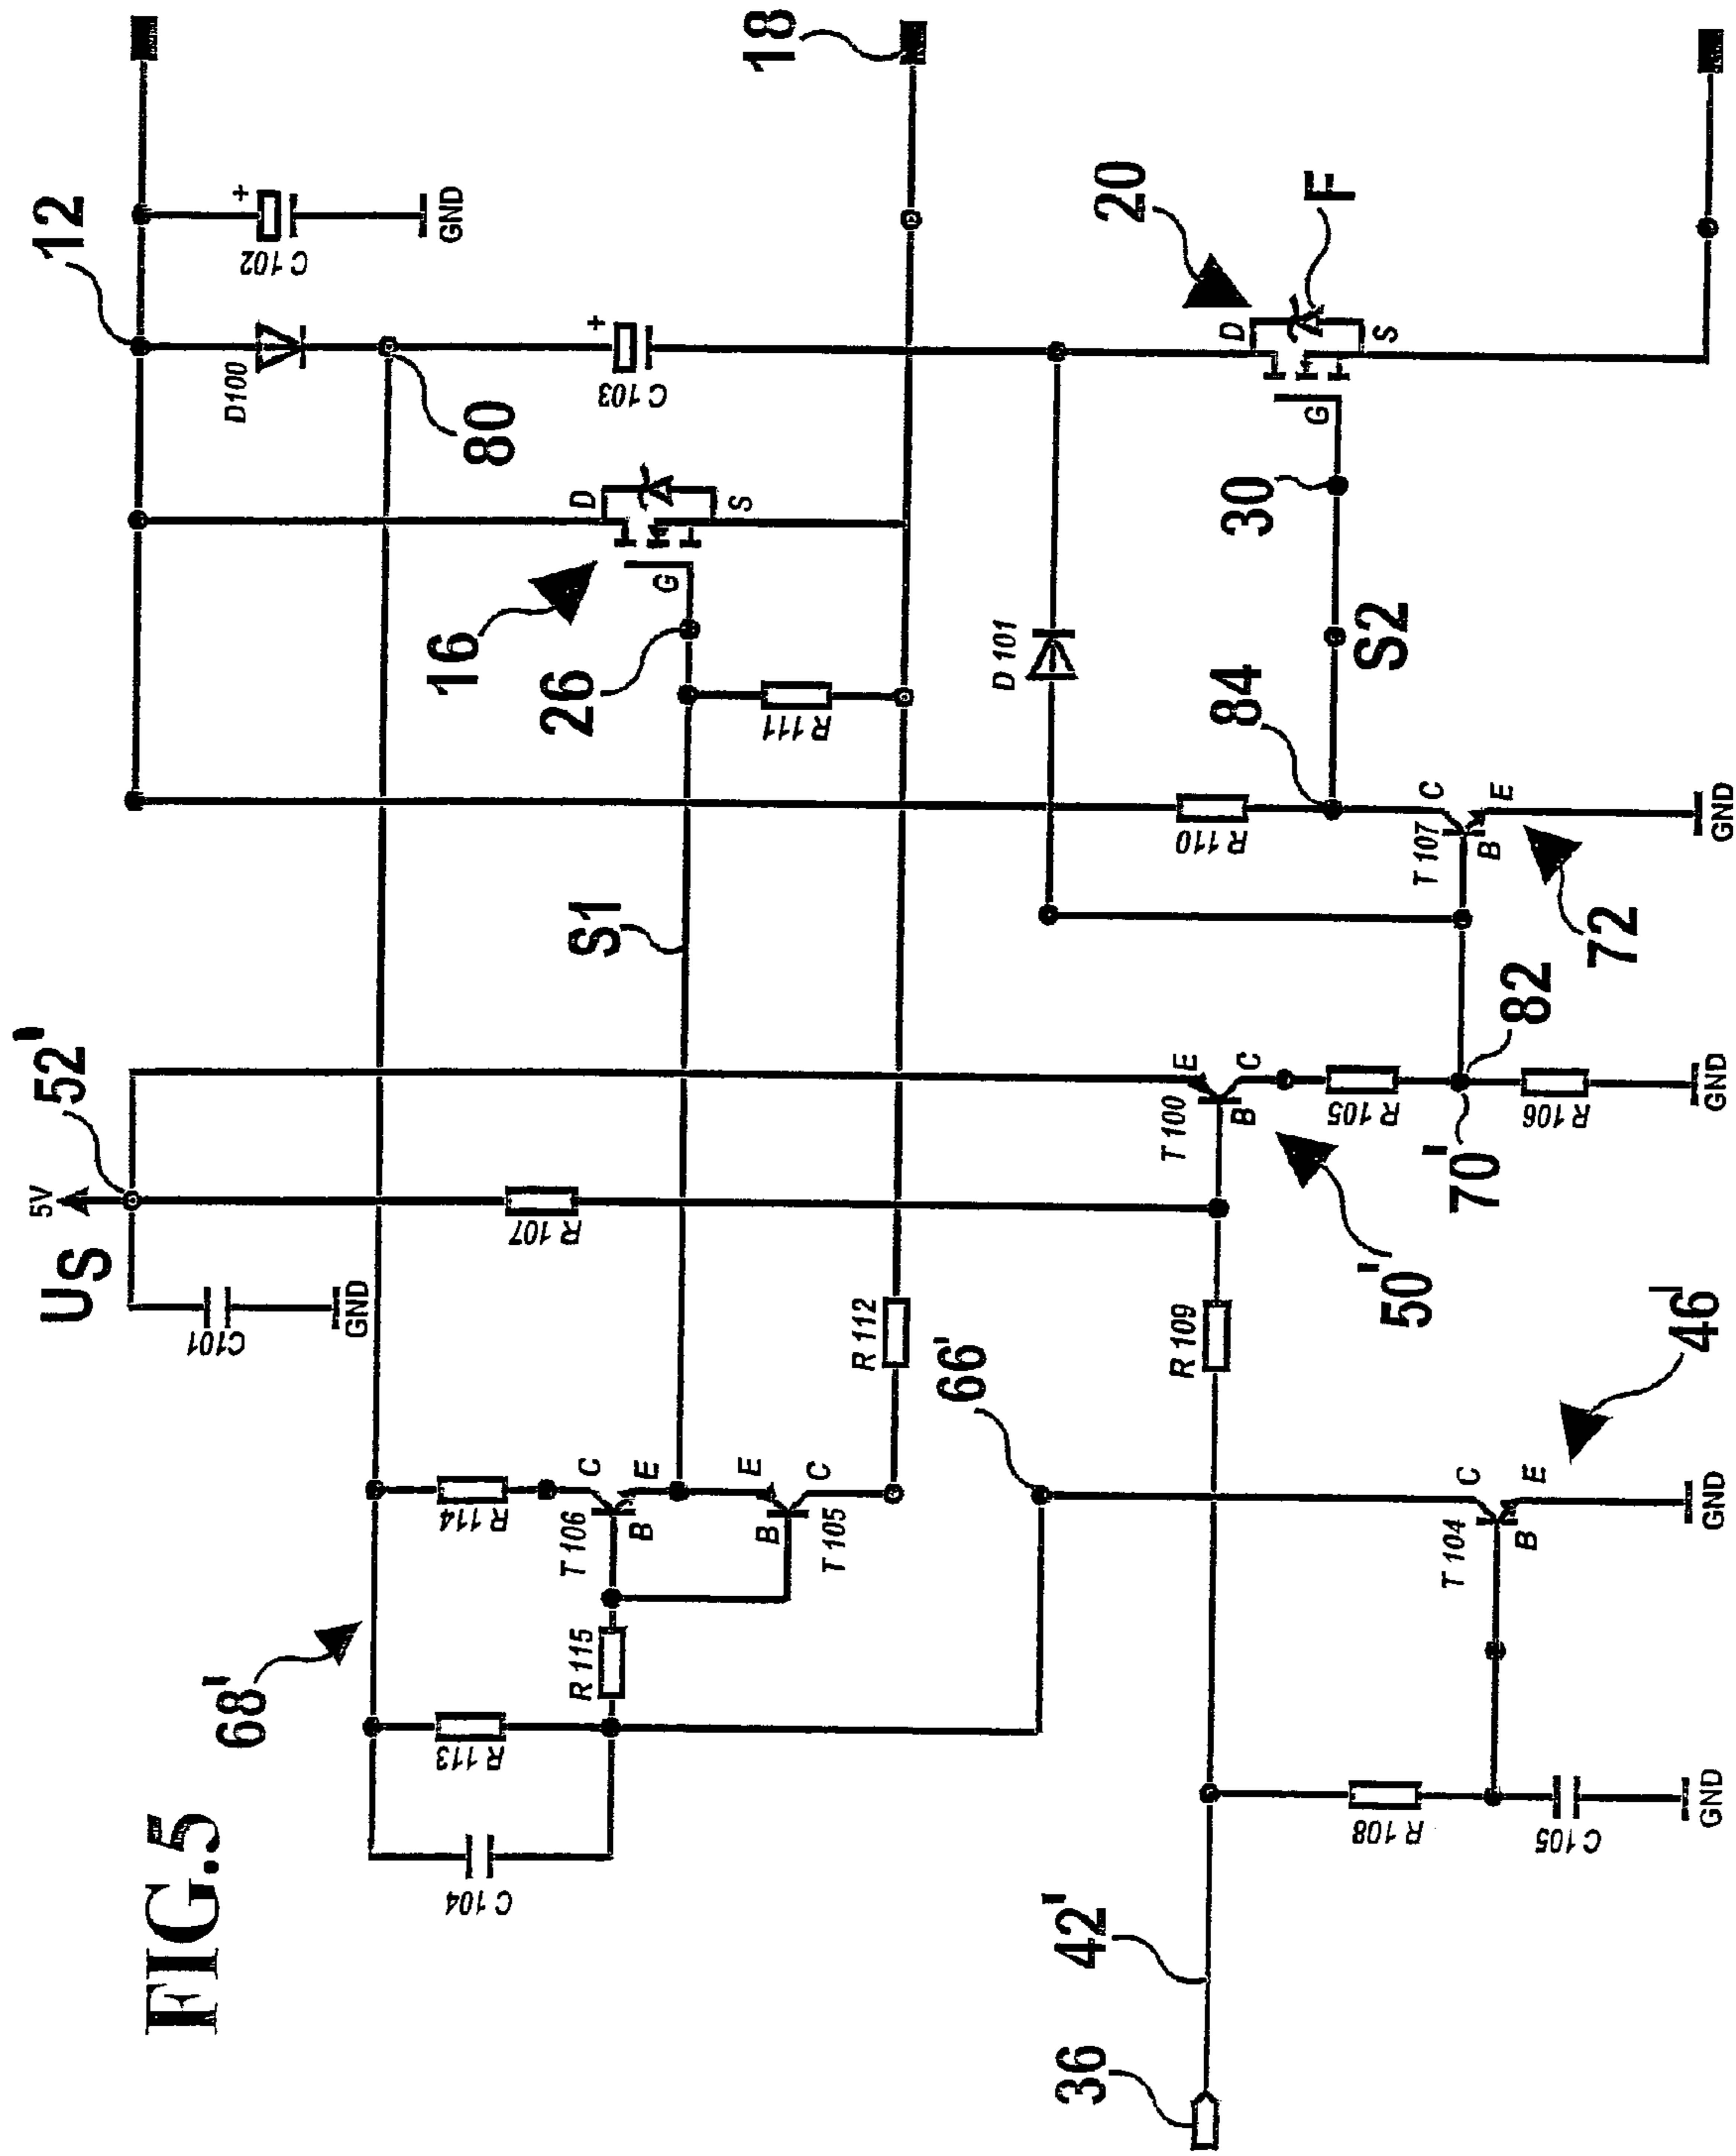 FIG.5
12
18
C 102
+
GND
D100
80
C 103
+
16
26
D
G
S
R 111
20
F
D
G
S
30
S2
D 101
84
R 110
T 107
C
B
E
72
GND
S1
52'
5V
US
C101
GND
R 107
T 100
E
B
C
50'
R 105
82
70'
R 106
GND
R 112
R 109
68'
R 114
T 106
C
B
E
E
B
C
T 105
R 115
R 113
C 104
66'
46'
T 104
C
B
E
GND
R 108
C 105
GND
42'
36